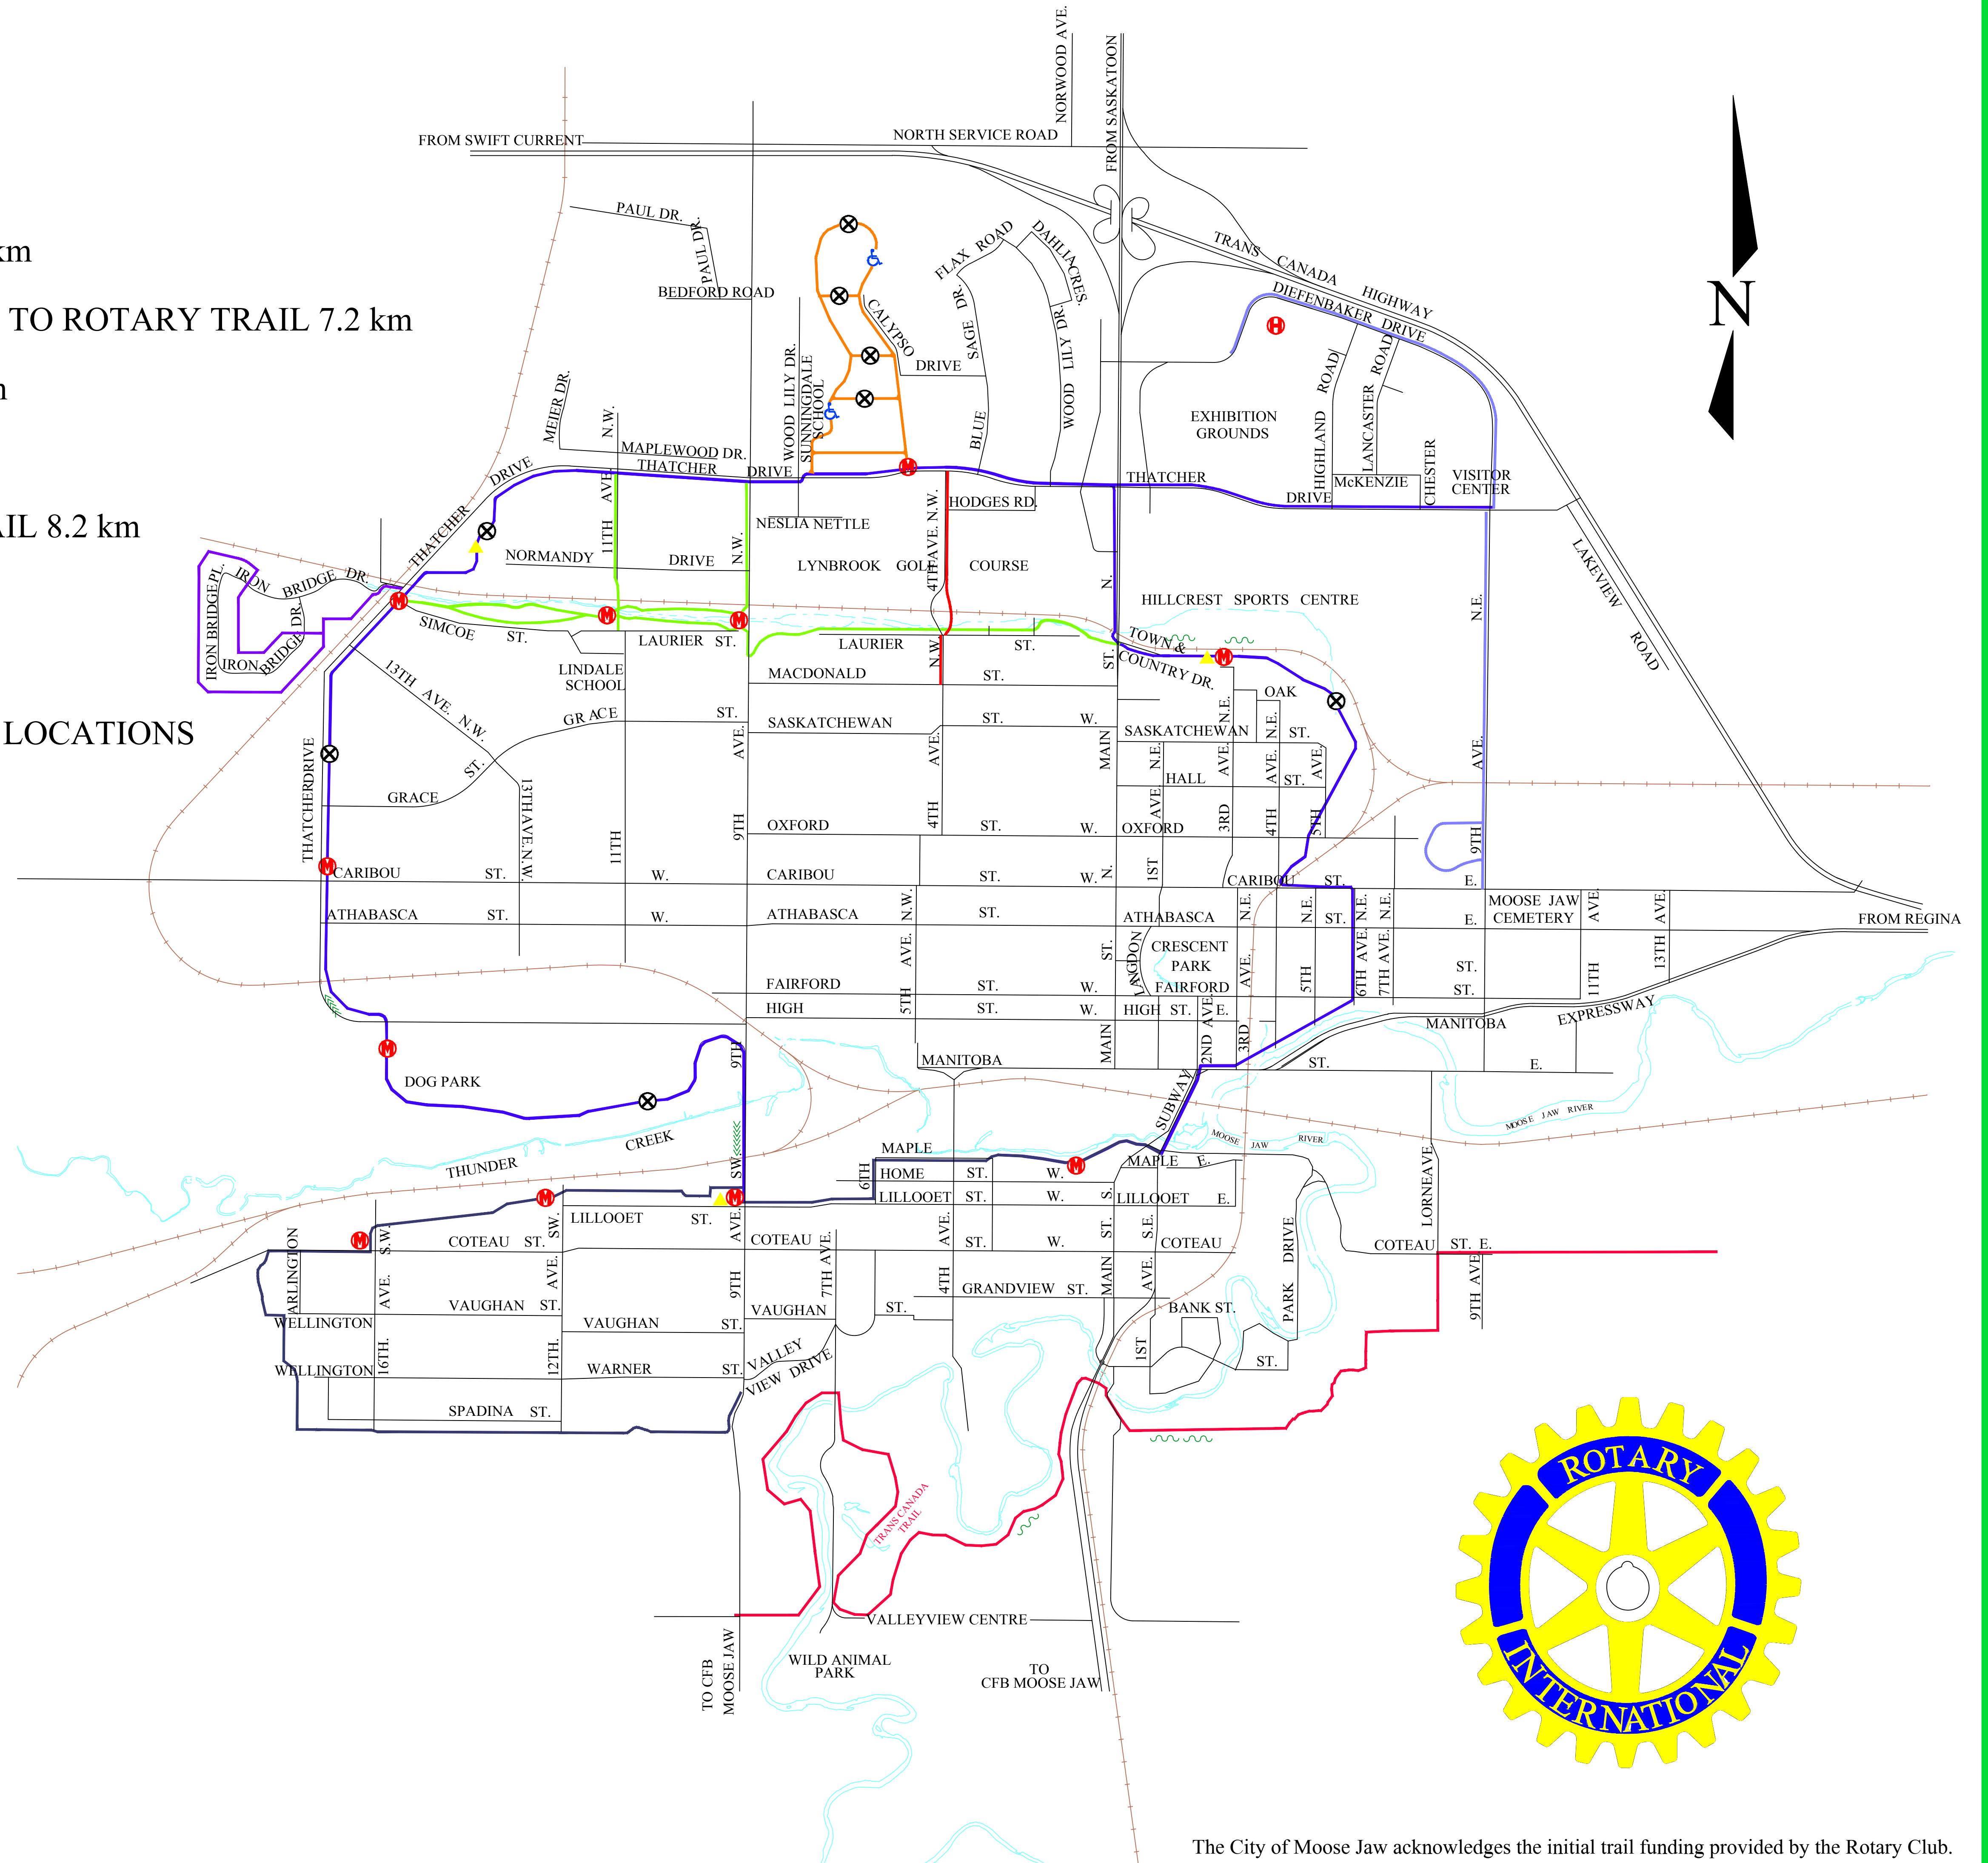 NORWOOD AVE.
FROM SASKATOON
FROM SWIFT CURRENT
NORTH SERVICE ROAD
PAUL DR.
PAUL DR.
BEDFORD ROAD
FLAX ROAD
DAHLIA
CRES.
TRANS CANADA HIGHWAY
DIEFENBAKER DRIVE
H
N
km
TO ROTARY TRAIL 7.2 km
m
AIL 8.2 km
LOCATIONS
CALYPSO
DRIVE
SAGE DR.
BLUE
WOOD LILY DR.
WOOD LILY DR.
SUNNINGDALE
SCHOOL
MEIER DR.
11TH AVE. N.W.
MAPLEWOOD DR.
THATCHER DRIVE
THATCHER DRIVE
EXHIBITION
GROUNDS
HIGHLAND ROAD
LANCASTER ROAD
McKENZIE
CHESTER
VISITOR
CENTER
THATCHER DRIVE
M
HODGES RD.
NESLIA NETTLE
NORMANDY DRIVE
N.W.
LYNBROOK GOLF COURSE
4TH AVE. N.W.
N.
LAKEVIEW ROAD
HILLCREST SPORTS CENTRE
N.E.
IRON BRIDGE DR.
IRON BRIDGE PL.
IRON BRIDGE DR.
M
M
M
SIMCOE ST.
LAURIER ST.
LAURIER ST.
TOWN &
COUNTRY DR.
M
LINDALE
SCHOOL
MACDONALD ST.
N.W.
ST.
13TH AVE. N.W.
GRACE ST.
SASKATCHEWAN ST. W.
OAK
SASKATCHEWAN ST.
HALL ST.
THATCHER DRIVE
GRACE ST.
13TH AVE. N.W.
11TH
9TH AVE.
4TH AVE.
MAIN
1ST AVE. N.E.
3RD AVE. N.E.
4TH AVE. N.E.
5TH AVE.
9TH AVE.
OXFORD ST. W.
OXFORD
M
CARIBOU ST. W.
CARIBOU ST. W.
N.
CARIBOU ST. E.
ATHABASCA ST. W.
ATHABASCA ST.
ATHABASCA ST. E.
MOOSE JAW
CEMETERY
FROM REGINA
5TH AVE. N.W.
MAIN ST.
LANGDON
CRESCENT
PARK
3RD AVE. N.E.
5TH N.E.
6TH AVE. N.E.
7TH AVE. N.E.
11TH AVE.
13TH AVE.
FAIRFORD ST. W.
FAIRFORD
ST.
ST.
HIGH ST. W.
HIGH ST. E.
2ND AVE.
MANITOBA EXPRESSWAY
M
DOG PARK
9TH
MANITOBA
ST. E.
SUBWAY
MOOSE JAW RIVER
MOOSE JAW RIVER
THUNDER CREEK
SW.
MAPLE
MAPLE E.
6TH
HOME ST. W.
M
LILLOOET ST. W.
LILLOOET E.
M
M
M
LILLOOET ST.
LORNE AVE.
COTEAU ST.
COTEAU ST. W.
COTEAU
COTEAU ST. E.
ARLINGTON
16TH. AVE. S.W.
12TH. AVE. SW.
9TH AVE.
7TH AVE.
4TH AVE.
MAIN ST. S.
1ST AVE. S.E.
PARK DRIVE
9TH AVE
VAUGHAN ST.
WELLINGTON
VAUGHAN ST.
VAUGHAN ST.
GRANDVIEW ST.
BANK ST.
ST.
WELLINGTON
WARNER ST.
VALLEY
VIEW DRIVE
SPADINA ST.
TRANS CANADA
TRAIL
VALLEYVIEW CENTRE
WILD ANIMAL
PARK
TO CFB
MOOSE JAW
TO
CFB MOOSE JAW
ROTARY
INTERNATIONAL
The City of Moose Jaw acknowledges the initial trail funding provided by the Rotary Club.